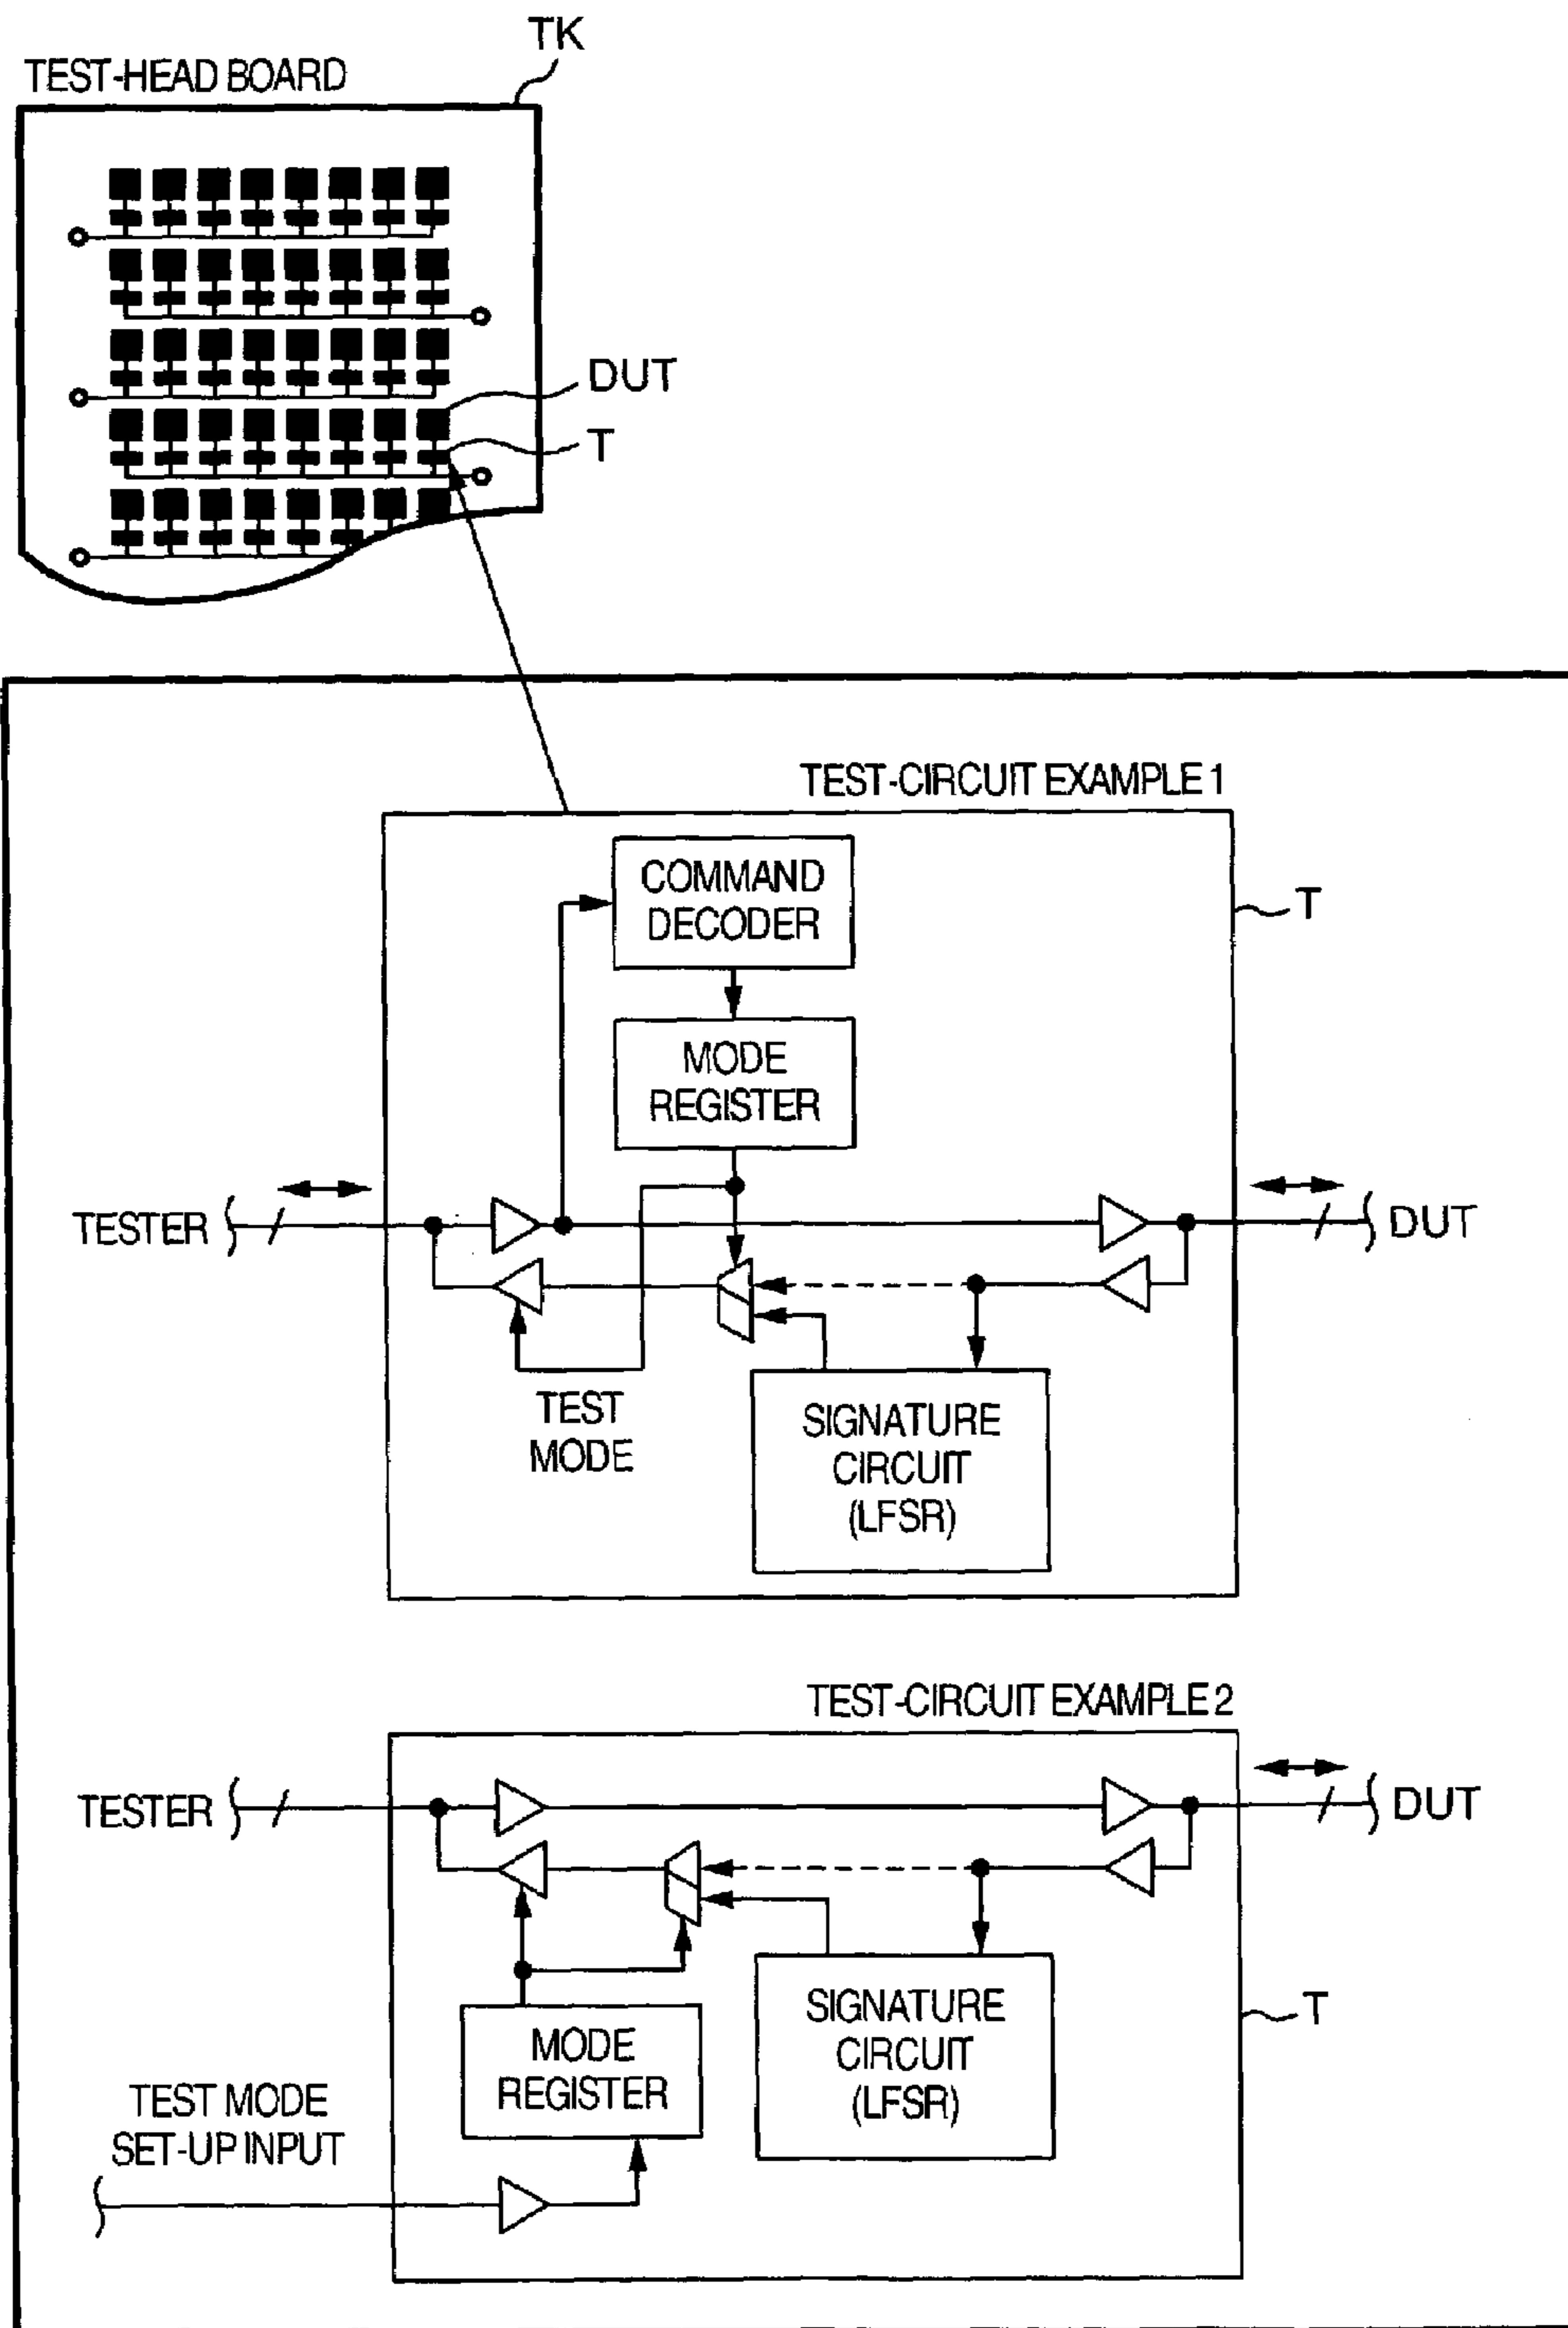 TK
TEST-HEAD BOARD
DUT
T
TEST-CIRCUIT EXAMPLE 1
COMMAND
DECODER
T
MODE
REGISTER
TESTER
DUT
TEST
MODE
SIGNATURE
CIRCUIT
(LFSR)
TEST-CIRCUIT EXAMPLE 2
TESTER
DUT
SIGNATURE
CIRCUIT
(LFSR)
T
MODE
REGISTER
TEST MODE
SET-UP INPUT